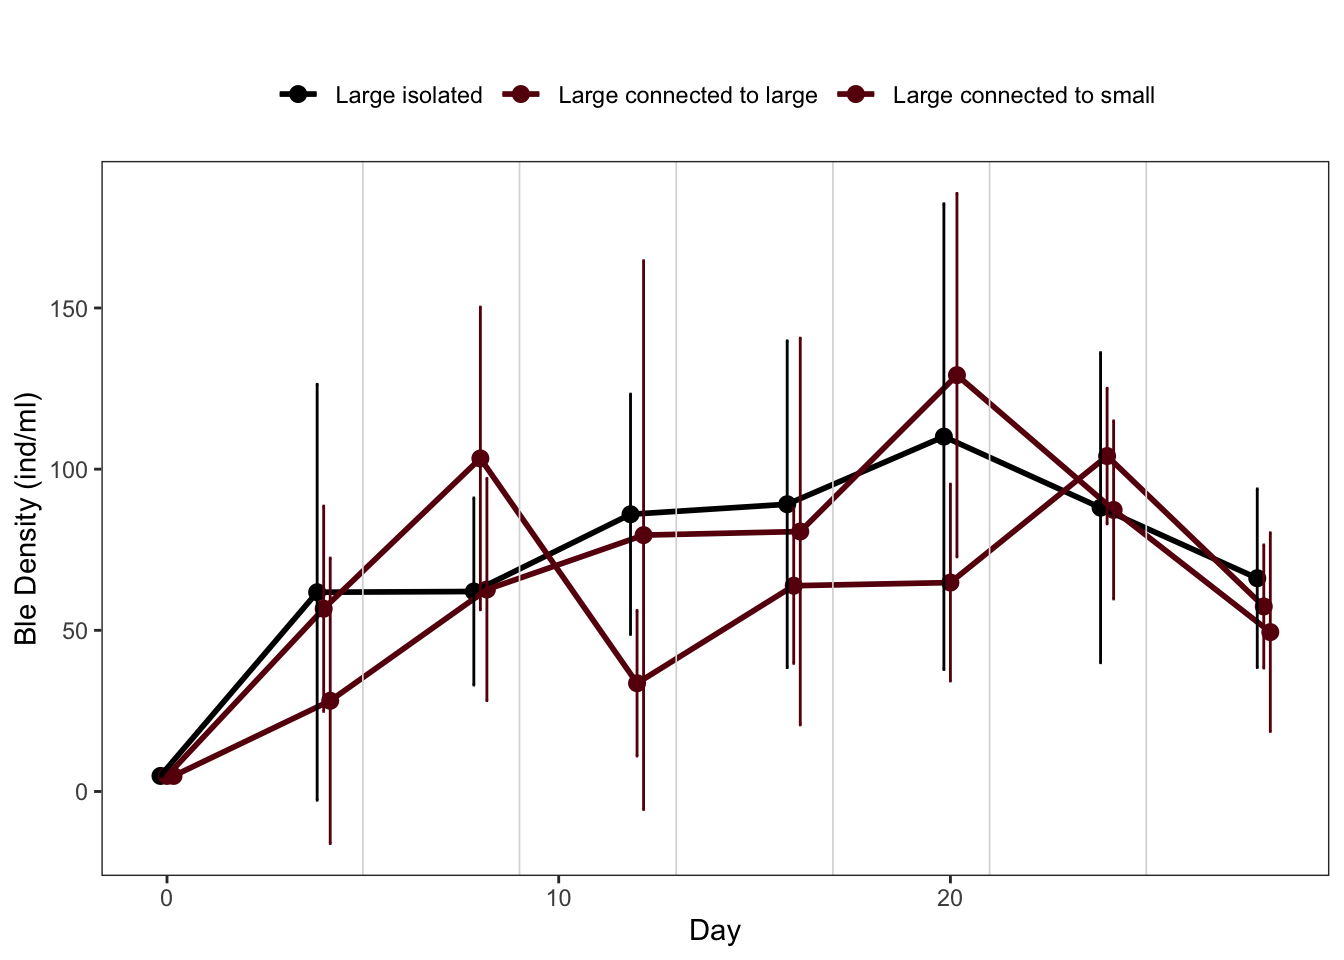 Large isolated Large connected to large Large connected to small
Ble Density (ind/ml)
150
100
50
0
0 10 20
Day